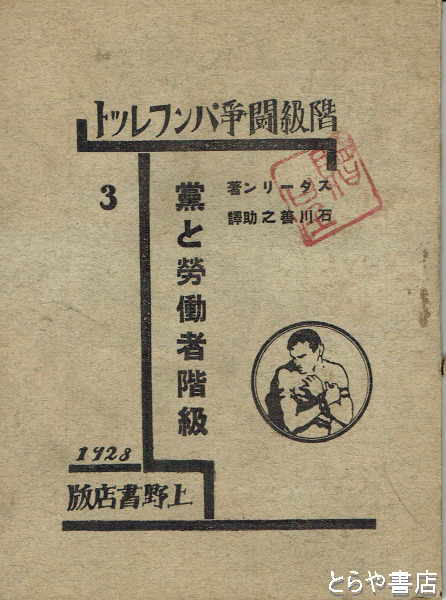 階級闘爭パンフレット
3
スターリン著
石川善之助譯
黨と勞働者階級
1928
上野書店版
とらや書店